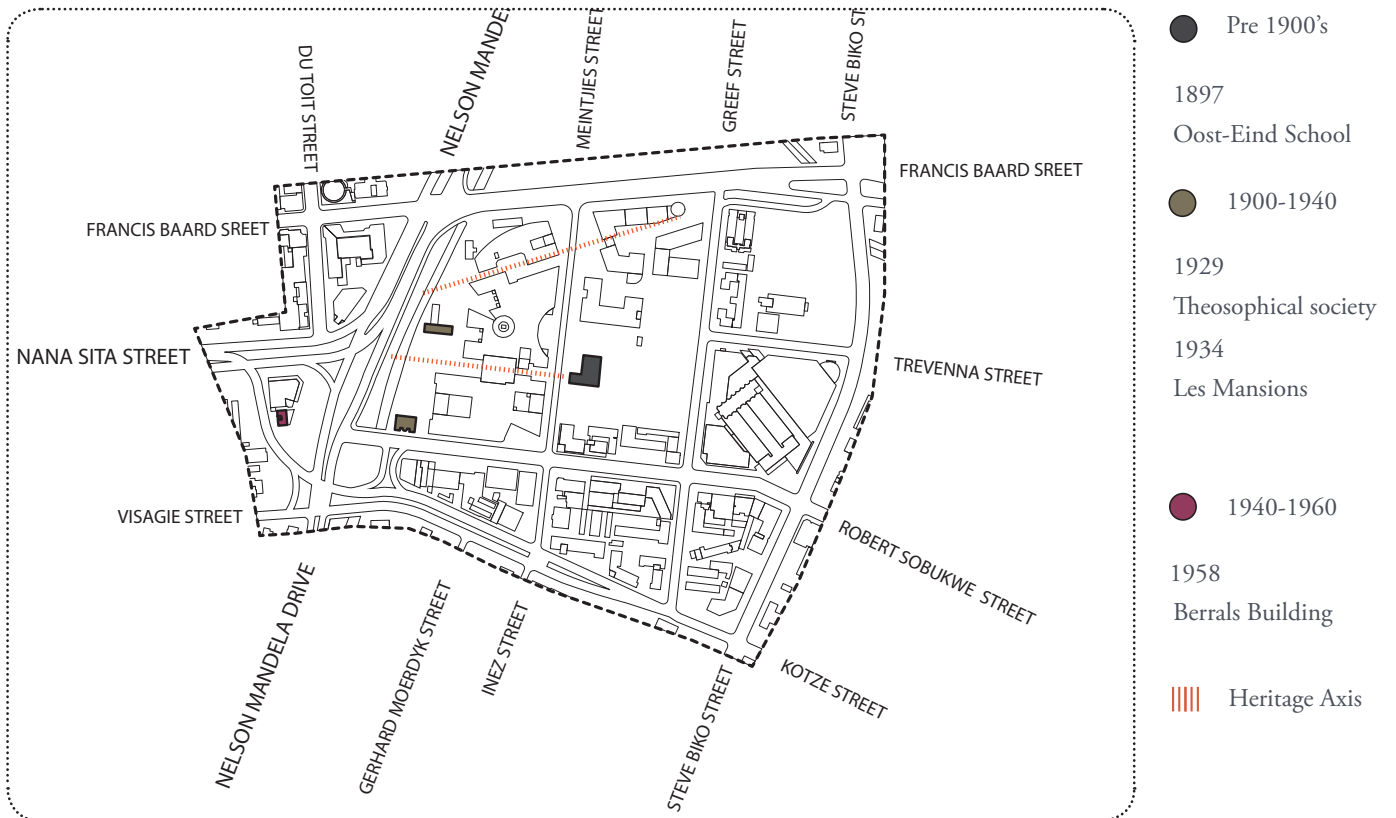 DU TOIT STREET
NELSON MANDE
MEINTJIES STREET
GREEF STREET
STEVE BIKO ST
FRANCIS BAARD SREET
FRANCIS BAARD SREET
NANA SITA STREET
TREVENNA STREET
VISAGIE STREET
ROBERT SOBUKWE STREET
NELSON MANDELA DRIVE
GERHARD MOERDYK STREET
INEZ STREET
STEVE BIKO STREET
KOTZE STREET
Pre 1900's
1897
Oost-Eind School
1900-1940
1929
Theosophical society
1934
Les Mansions
1940-1960
1958
Berrals Building
Heritage Axis